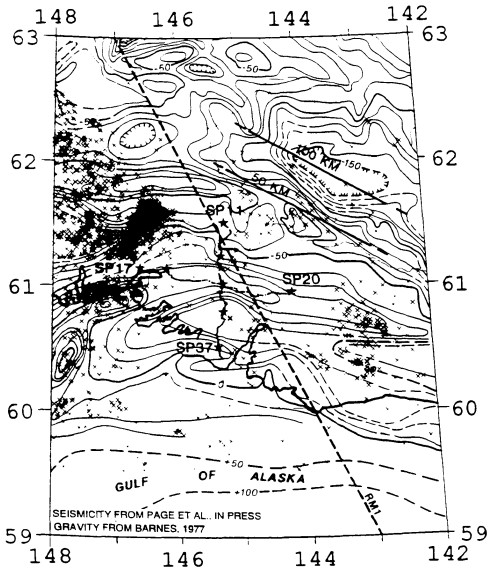 148 146 144 142
63 63
-50 -50
100 KM -150
62 62
50 KM
SP11
-50
SP17
SP20
61 61
SP37
0
60 60
+50
GULF OF ALASKA
+100
RM1
SEISMICITY FROM PAGE ET AL., IN PRESS
GRAVITY FROM BARNES, 1977
59 59
148 146 144 142